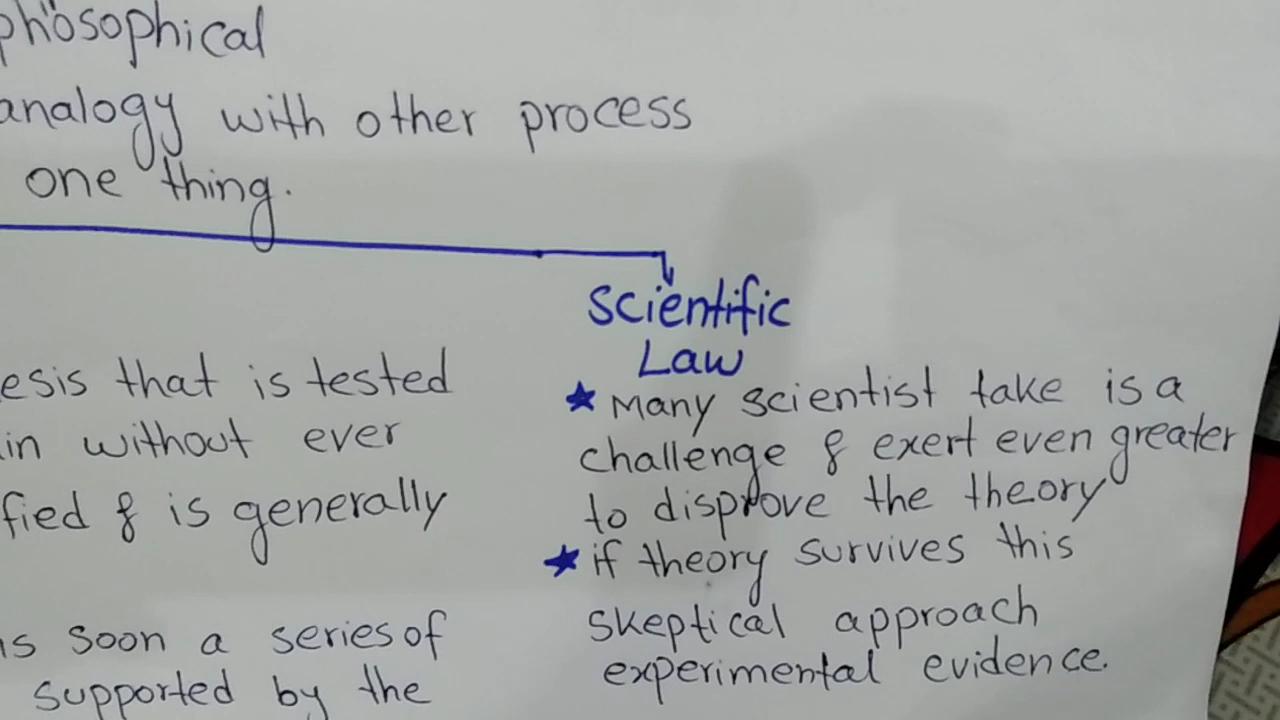 phosophical
analogy with other process
one thing.
Scientific
Law
esis that is tested
in without ever
fied & is generally
is soon a series of
supported by the
★ Many scientist take is a
challenge & exert even greater
to disprove the theory
★ if theory survives this
skeptical approach
experimental evidence.